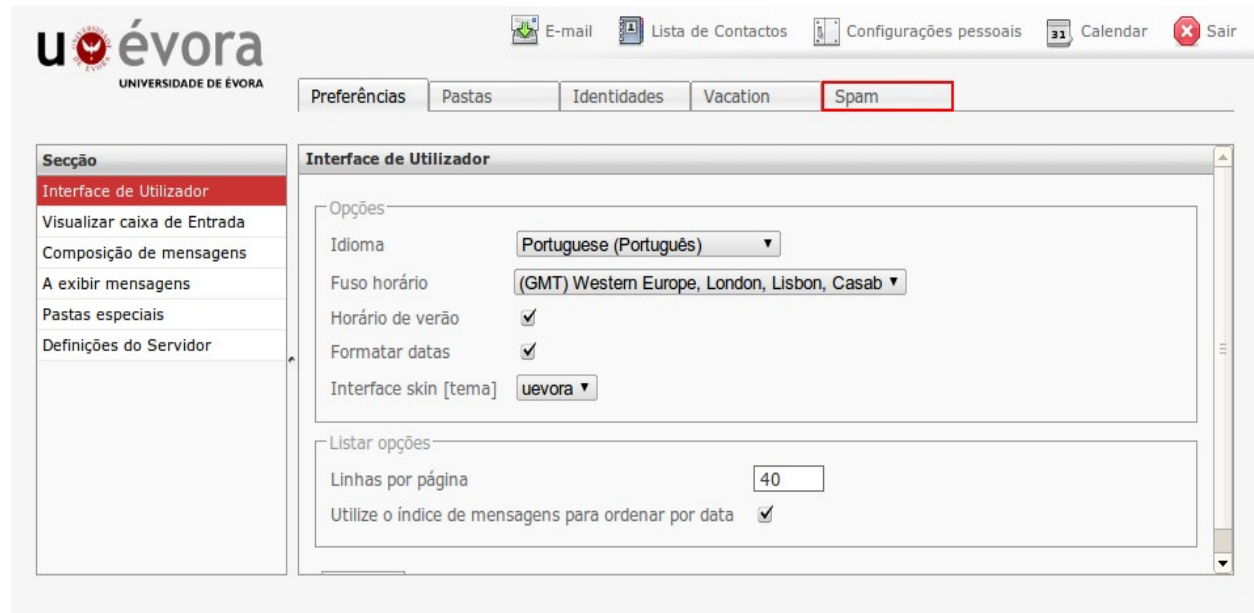 E-mail Lista de Contactos Configurações pessoais 31 Calendar Sair
u évora
UNIVERSIDADE DE ÉVORA
Preferências Pastas Identidades Vacation Spam
Secção
Interface de Utilizador
Visualizar caixa de Entrada
Composição de mensagens
A exibir mensagens
Pastas especiais
Definições do Servidor
Interface de Utilizador
Opções
Idioma Portuguese (Português)
Fuso horário (GMT) Western Europe, London, Lisbon, Casab
Horário de verão
Formatar datas
Interface skin [tema] uevora
Listar opções
Linhas por página 40
Utilize o índice de mensagens para ordenar por data